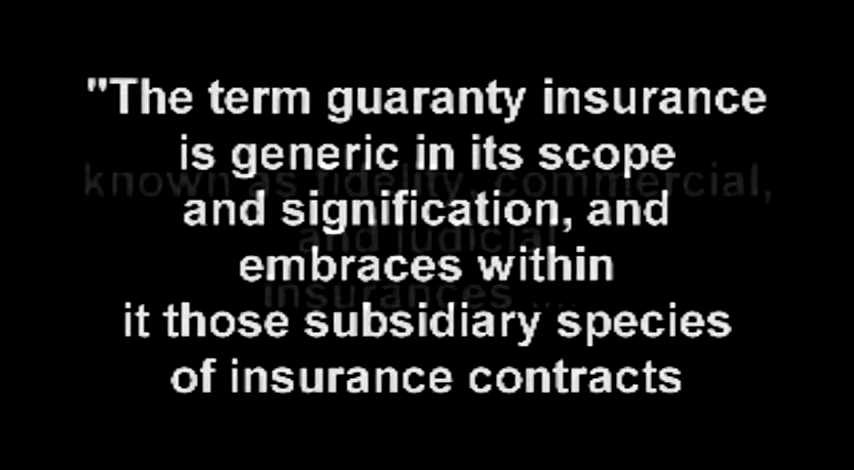 "The term guaranty insurance
is generic in its scope
and signification, and
embraces within
it those subsidiary species
of insurance contracts
known as fidelity, commercial,
and judicial
insurances ....